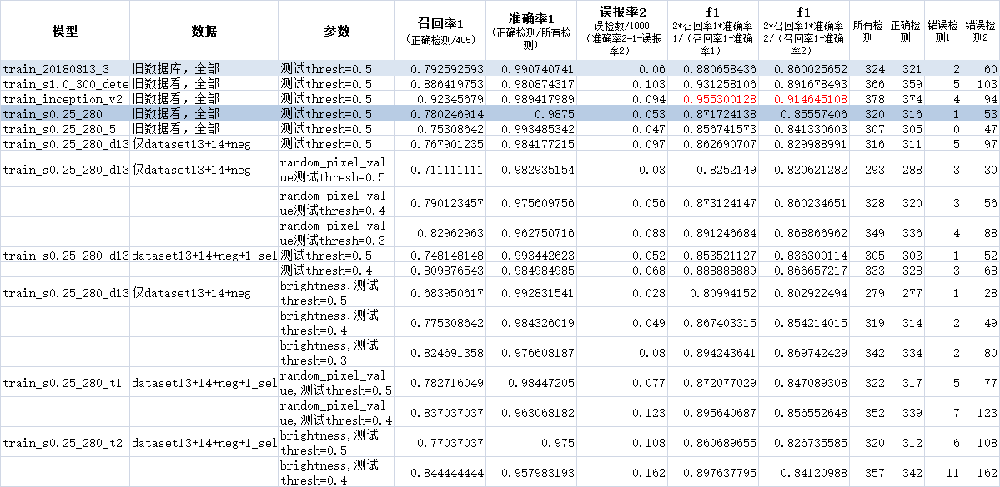 模型 数据 参数 召回率1 (正确检测/405) 准确率1 (正确检测/所有检测) 误报率2 误检数/1000 (准确率2=1-误报率2) f1 2*召回率1*准确率1/(召回率1+准确率1) f1 2*召回率1*准确率2/(召回率1+准确率2) 所有检测 正确检测 错误检测1 错误检测2
train_20180813_3 旧数据库，全部 测试thresh=0.5 0.792592593 0.990740741 0.06 0.880658436 0.860025652 324 321 2 60
train_s1.0_300_dete 旧数据看，全部 测试thresh=0.5 0.886419753 0.980874317 0.103 0.931258106 0.891678493 366 359 5 103
train_inception_v2 旧数据看，全部 测试thresh=0.5 0.92345679 0.989417989 0.094 0.955300128 0.914645108 378 374 4 94
train_s0.25_280 旧数据看，全部 测试thresh=0.5 0.780246914 0.9875 0.053 0.871724138 0.85557406 320 316 1 53
train_s0.25_280_5 旧数据看，全部 测试thresh=0.5 0.75308642 0.993485342 0.047 0.856741573 0.841330603 307 305 0 47
train_s0.25_280_d13 仅dataset13+14+neg 测试thresh=0.5 0.767901235 0.984177215 0.097 0.862690707 0.829988991 316 311 5 97
train_s0.25_280_d13 仅dataset13+14+neg random_pixel_value测试thresh=0.5 0.711111111 0.982935154 0.03 0.8252149 0.820621282 293 288 3 30
random_pixel_value测试thresh=0.4 0.790123457 0.975609756 0.056 0.873124147 0.860234651 328 320 3 56
random_pixel_value测试thresh=0.3 0.82962963 0.962750716 0.088 0.891246684 0.868866962 349 336 4 88
train_s0.25_280_d13 dataset13+14+neg+1_sel 测试thresh=0.5 0.748148148 0.993442623 0.052 0.853521127 0.836300114 305 303 1 52
测试thresh=0.4 0.809876543 0.984984985 0.068 0.888888889 0.866657217 333 328 3 68
train_s0.25_280_d13 仅dataset13+14+neg brightness,测试thresh=0.5 0.683950617 0.992831541 0.028 0.80994152 0.802922494 279 277 1 28
brightness,测试thresh=0.4 0.775308642 0.984326019 0.049 0.867403315 0.854214015 319 314 2 49
brightness,测试thresh=0.3 0.824691358 0.976608187 0.08 0.894243641 0.869742429 342 334 2 80
train_s0.25_280_t1 dataset13+14+neg+1_sel random_pixel_value,测试thresh=0.5 0.782716049 0.98447205 0.077 0.872077029 0.847089308 322 317 5 77
random_pixel_value,测试thresh=0.4 0.837037037 0.963068182 0.123 0.895640687 0.856552648 352 339 7 123
train_s0.25_280_t2 dataset13+14+neg+1_sel brightness,测试thresh=0.5 0.77037037 0.975 0.108 0.860689655 0.826735585 320 312 6 108
brightness,测试thresh=0.4 0.844444444 0.957983193 0.162 0.897637795 0.84120988 357 342 11 162